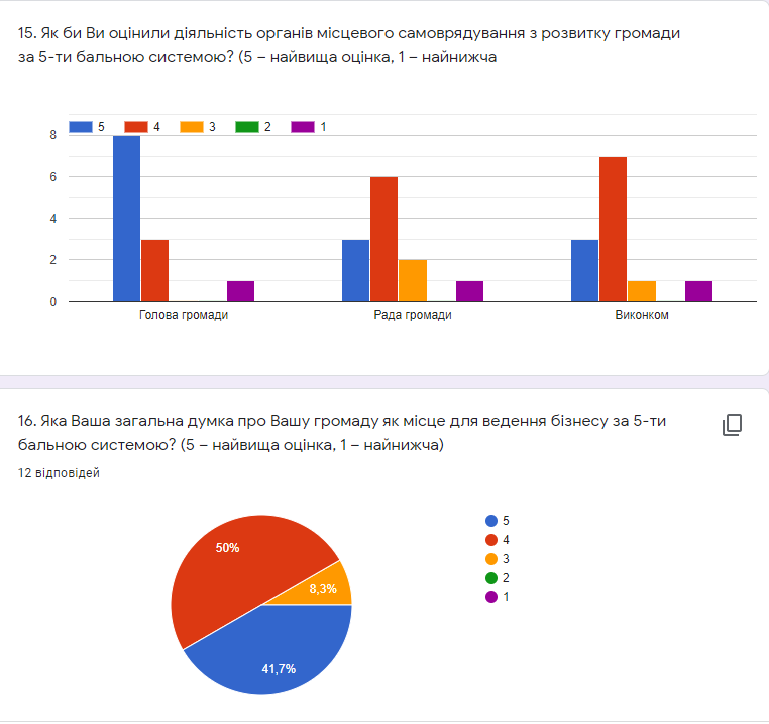 15. Як би Ви оцінили діяльність органів місцевого самоврядування з розвитку громади
за 5-ти бальною системою? (5 – найвища оцінка, 1 – найнижча
5 4 3 2 1
8
6
4
2
0
Голова громади Рада громади Виконком
16. Яка Ваша загальна думка про Вашу громаду як місце для ведення бізнесу за 5-ти
бальною системою? (5 – найвища оцінка, 1 – найнижча)
12 відповідей
50%
8,3%
41,7%
5
4
3
2
1